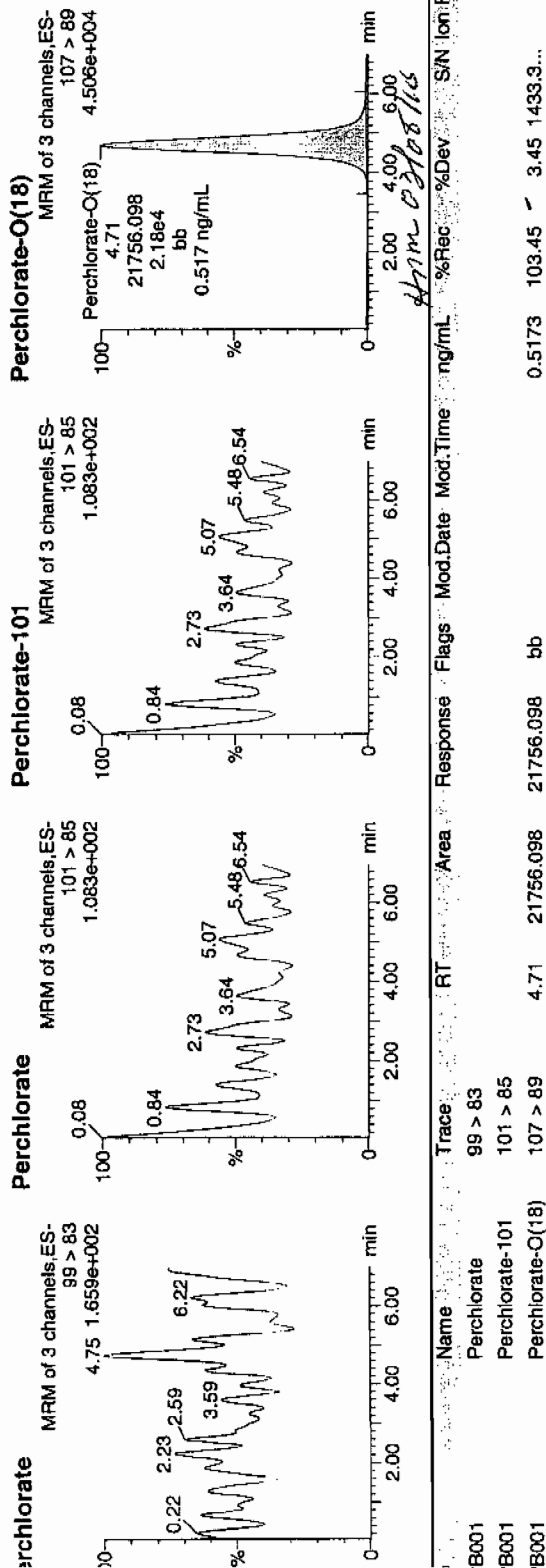 erchlorate
MRM of 3 channels,ES-
99 > 83
4.75 1.659e+002
00
0.22
2.23
2.59
3.59
6.22
%
0
2.00
4.00
6.00
min
Perchlorate
MRM of 3 channels,ES-
101 > 85
1.083e+002
100
0.08
0.84
2.73
3.64
5.07
5.48
6.54
%
0
2.00
4.00
6.00
min
Perchlorate-101
MRM of 3 channels,ES-
101 > 85
1.083e+002
100
0.08
0.84
2.73
3.64
5.07
5.48
6.54
%
0
2.00
4.00
6.00
min
Perchlorate-O(18)
MRM of 3 channels,ES-
107 > 89
4.506e+004
100
Perchlorate-O(18)
4.71
21756.098
2.18e4
bb
0.517 ng/mL
%
0
2.00
4.00
6.00
min
03/08/16
Name Trace RT Area Response Flags Mod.Date Mod.Time ng/mL %Rec %Dev S/N Ion
B001 Perchlorate 99 > 83
B001 Perchlorate-101 101 > 85
B001 Perchlorate-O(18) 107 > 89 4.71 21756.098 21756.098 bb 0.5173 103.45 3.45 1433.3...